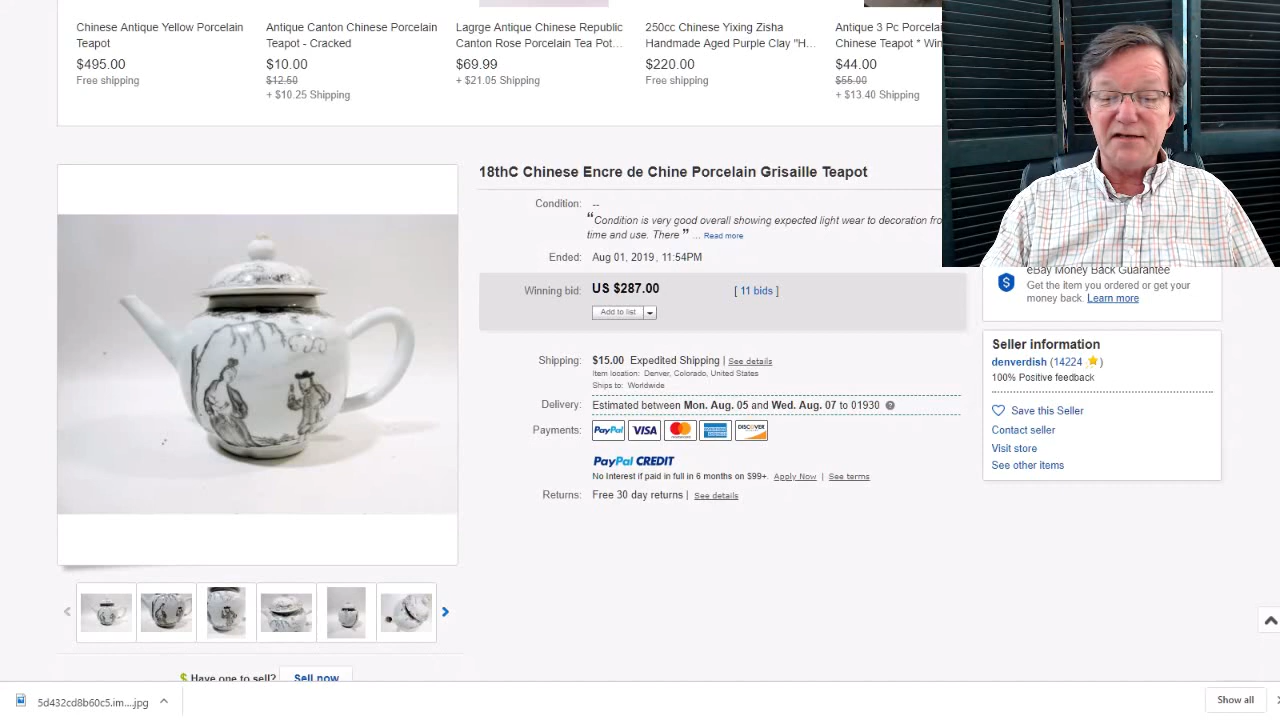 Chinese Antique Yellow Porcelain
Teapot
$495.00
Free shipping
Antique Canton Chinese Porcelain
Teapot - Cracked
$10.00
$12.50
+ $10.25 Shipping
Lagrge Antique Chinese Republic
Canton Rose Porcelain Tea Pot...
$69.99
+ $21.05 Shipping
250cc Chinese Yixing Zisha
Handmade Aged Purple Clay "H...
$220.00
Free shipping
Antique 3 Pc Porcela
Chinese Teapot * Win
$44.00
$55.00
+ $13.40 Shipping
18thC Chinese Encre de Chine Porcelain Grisaille Teapot
Condition: --
“Condition is very good overall showing expected light wear to decoration fro
time and use. There ” ... Read more
Ended: Aug 01, 2019 , 11:54PM
Winning bid: US $287.00 [ 11 bids ]
Add to list
Shipping: $15.00 Expedited Shipping | See details
Item location: Denver, Colorado, United States
Ships to: Worldwide
Delivery: Estimated between Mon. Aug. 05 and Wed. Aug. 07 to 01930
Payments: PayPal VISA MasterCard AMERICAN EXPRESS DISCOVER
PayPal CREDIT
No Interest if paid in full in 6 months on $99+. Apply Now | See terms
Returns: Free 30 day returns | See details
eBay Money Back Guarantee
Get the item you ordered or get your
money back. Learn more
Seller information
denverdish (14224 )
100% Positive feedback
Save this Seller
Contact seller
Visit store
See other items
$ Have one to sell? Sell now
5d432cd8b60c5.im....jpg
Show all